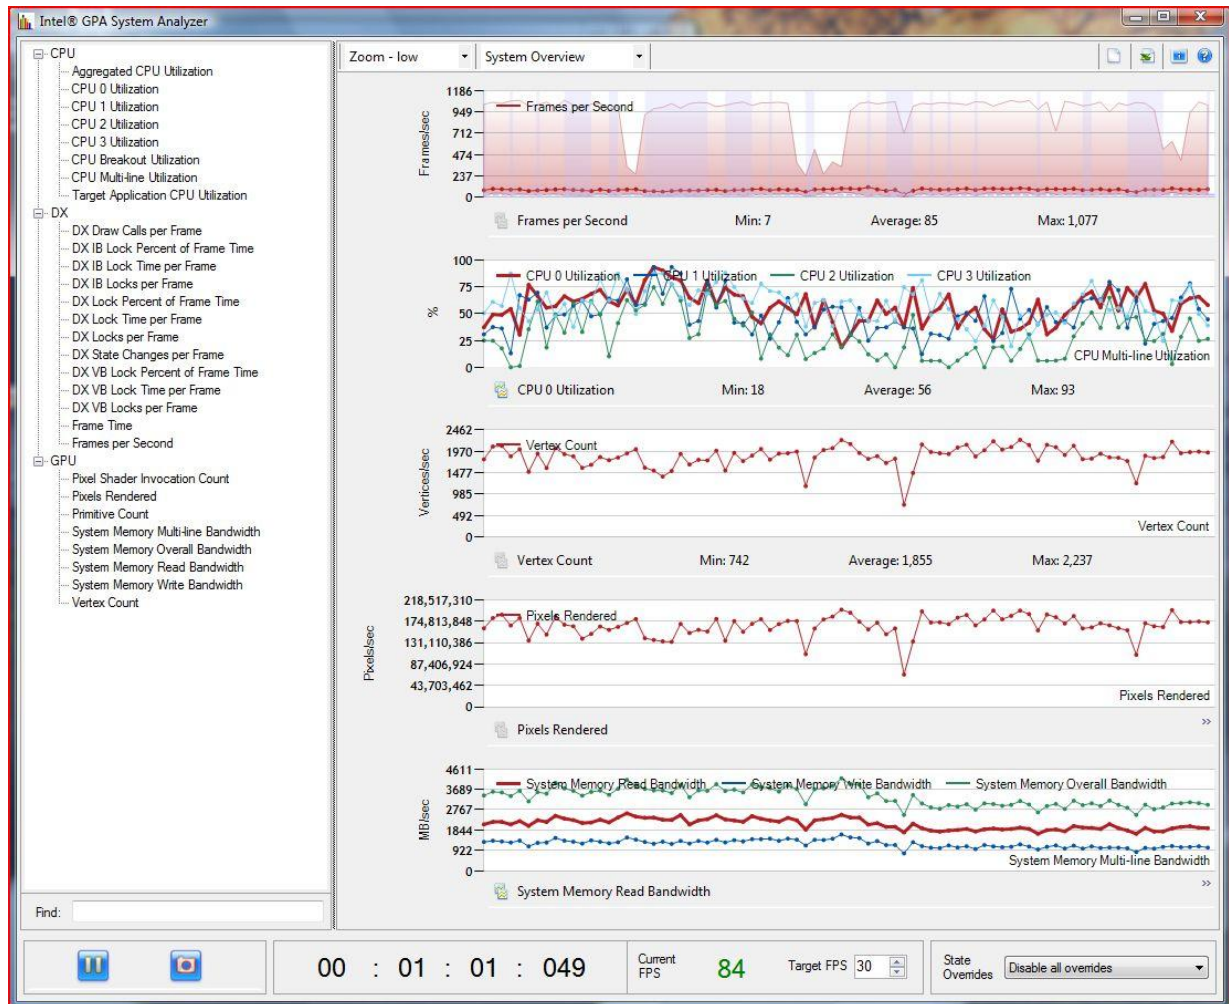 Intel® GPA System Analyzer
CPU
Aggregated CPU Utilization
CPU 0 Utilization
CPU 1 Utilization
CPU 2 Utilization
CPU 3 Utilization
CPU Breakout Utilization
CPU Multi-line Utilization
Target Application CPU Utilization
DX
DX Draw Calls per Frame
DX IB Lock Percent of Frame Time
DX IB Lock Time per Frame
DX IB Locks per Frame
DX Lock Percent of Frame Time
DX Lock Time per Frame
DX Locks per Frame
DX State Changes per Frame
DX VB Lock Percent of Frame Time
DX VB Lock Time per Frame
DX VB Locks per Frame
Frame Time
Frames per Second
GPU
Pixel Shader Invocation Count
Pixels Rendered
Primitive Count
System Memory Multi-line Bandwidth
System Memory Overall Bandwidth
System Memory Read Bandwidth
System Memory Write Bandwidth
Vertex Count
Find:
Zoom - low System Overview
Frames/sec
1186
949
712
474
237
0
Frames per Second
Frames per Second Min: 7 Average: 85 Max: 1,077
%
100
75
50
25
0
CPU 0 Utilization CPU 1 Utilization CPU 2 Utilization CPU 3 Utilization
CPU Multi-line Utilization
CPU 0 Utilization Min: 18 Average: 56 Max: 93
Vertices/sec
2462
1970
1477
985
492
0
Vertex Count
Vertex Count
Vertex Count Min: 742 Average: 1,855 Max: 2,237
Pixels/sec
218,517,310
174,813,848
131,110,386
87,406,924
43,703,462
0
Pixels Rendered
Pixels Rendered
Pixels Rendered »
MB/sec
4611
3689
2767
1844
922
0
System Memory Read Bandwidth System Memory Write Bandwidth System Memory Overall Bandwidth
System Memory Multi-line Bandwidth
System Memory Read Bandwidth »
00 : 01 : 01 : 049
Current FPS 84
Target FPS 30
State Overrides Disable all overrides